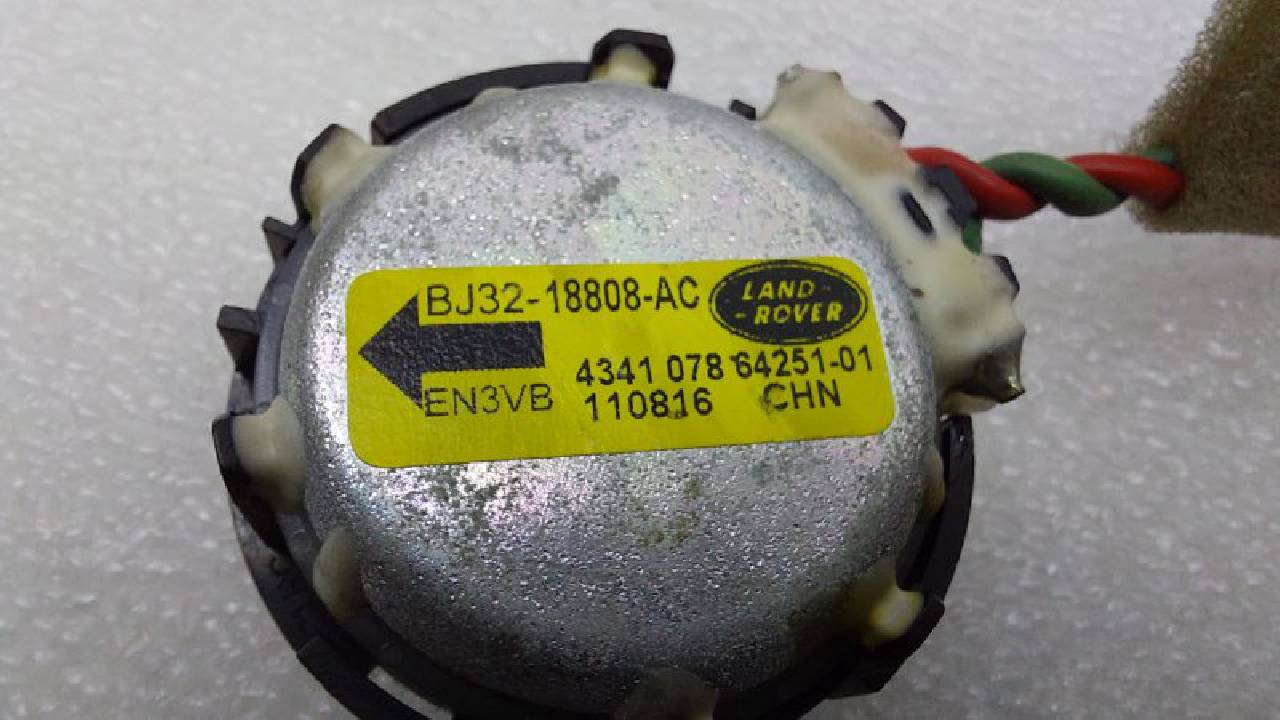 BJ32-18808-AC
LAND -
- ROVER
4341 078 64251-01
EN3VB
110816 CHN